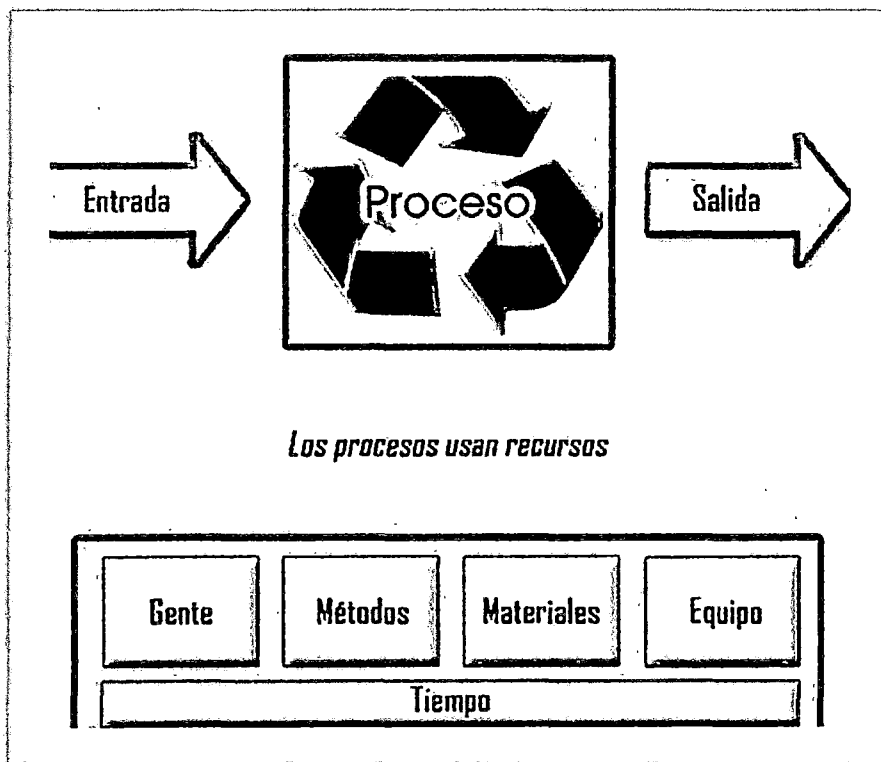 Entrada
Proceso
Salida
Los procesos usan recursos
Gente Métodos Materiales Equipo
Tiempo